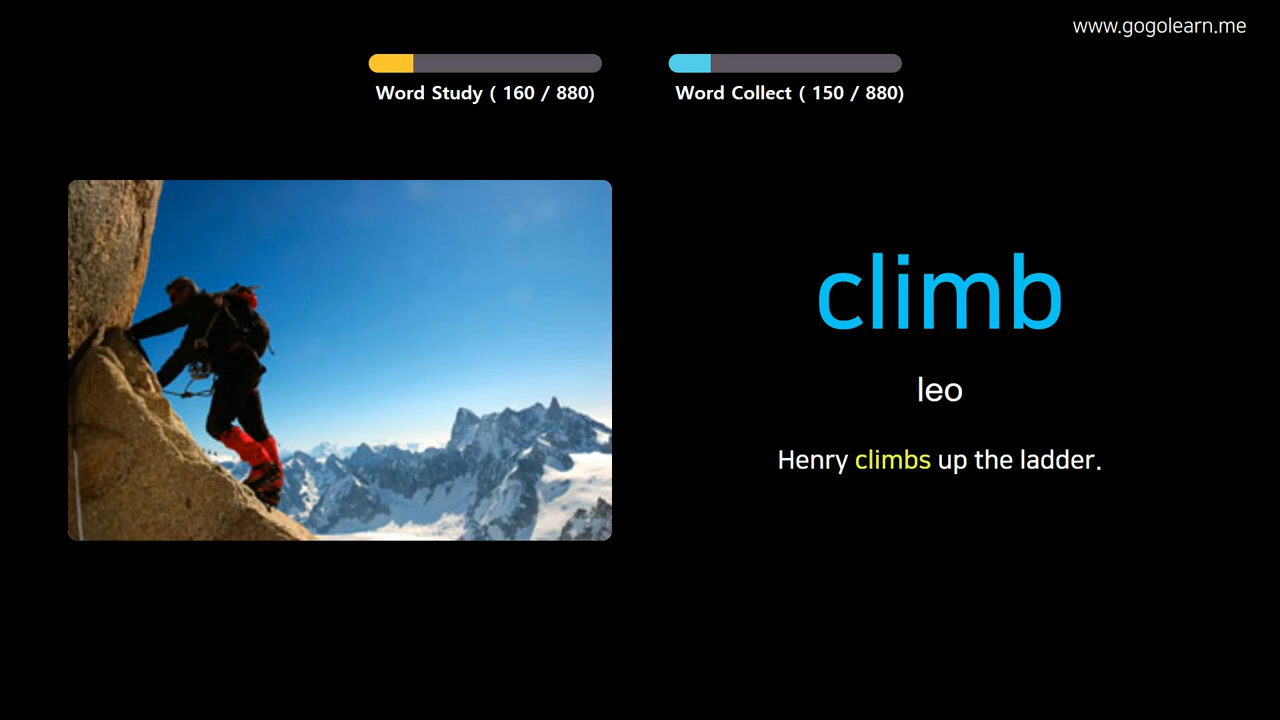 www.gogolearn.me
Word Study ( 160 / 880)
Word Collect ( 150 / 880)
climb
leo
Henry climbs up the ladder.